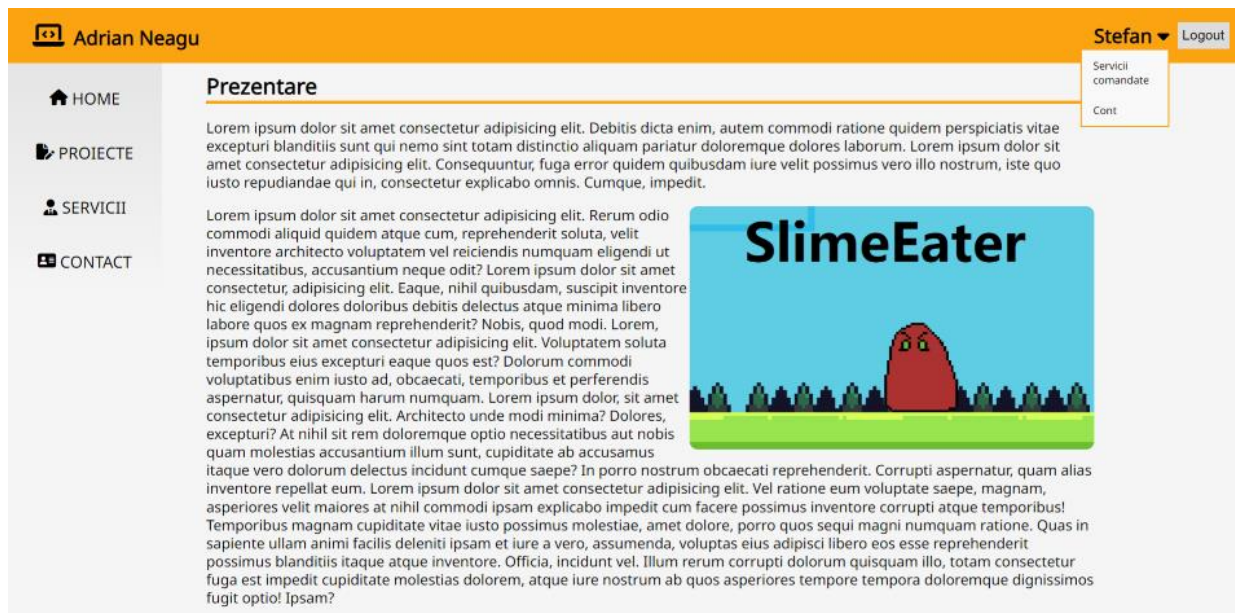 Adrian Neagu
Stefan
Logout
Servicii
comandate
Cont
HOME
PROIECTE
SERVICII
CONTACT
Prezentare
Lorem ipsum dolor sit amet consectetur adipisicing elit. Debitis dicta enim, autem commodi ratione quidem perspiciatis vitae
excepturi blanditiis sunt qui nemo sint totam distinctio aliquam pariatur doloremque dolores laborum. Lorem ipsum dolor sit
amet consectetur adipisicing elit. Consequuntur, fuga error quidem quibusdam iure velit possimus vero illo nostrum, iste quo
iusto repudiandae qui in, consectetur explicabo omnis. Cumque, impedit.
Lorem ipsum dolor sit amet consectetur adipisicing elit. Rerum odio
commodi aliquid quidem atque cum, reprehenderit soluta, velit
inventore architecto voluptatem vel reiciendis numquam eligendi ut
necessitatibus, accusantium neque odit? Lorem ipsum dolor sit amet
consectetur, adipisicing elit. Eaque, nihil quibusdam, suscipit inventore
hic eligendi dolores doloribus debitis delectus atque minima libero
labore quos ex magnam reprehenderit? Nobis, quod modi. Lorem,
ipsum dolor sit amet consectetur adipisicing elit. Voluptatem soluta
temporibus eius excepturi eaque quos est? Dolorum commodi
voluptatibus enim iusto ad, obcaecati, temporibus et perferendis
aspernatur, quisquam harum numquam. Lorem ipsum dolor, sit amet
consectetur adipisicing elit. Architecto unde modi minima? Dolores,
excepturi? At nihil sit rem doloremque optio necessitatibus aut nobis
quam molestias accusantium illum sunt, cupiditate ab accusamus
itaque vero dolorum delectus incidunt cumque saepe? In porro nostrum obcaecati reprehenderit. Corrupti aspernatur, quam alias
inventore repellat eum. Lorem ipsum dolor sit amet consectetur adipisicing elit. Vel ratione eum voluptate saepe, magnam,
asperiores velit maiores at nihil commodi ipsam explicabo impedit cum facere possimus inventore corrupti atque temporibus!
Temporibus magnam cupiditate vitae iusto possimus molestiae, amet dolore, porro quos sequi magni numquam ratione. Quas in
sapiente ullam animi facilis deleniti ipsam et iure a vero, assumenda, voluptas eius adipisci libero eos esse reprehenderit
possimus blanditiis itaque atque inventore. Officia, incidunt vel. Illum rerum corrupti dolorum quisquam illo, totam consectetur
fuga est impedit cupiditate molestias dolorem, atque iure nostrum ab quos asperiores tempore tempora doloremque dignissimos
fugit optio! Ipsam?
SlimeEater